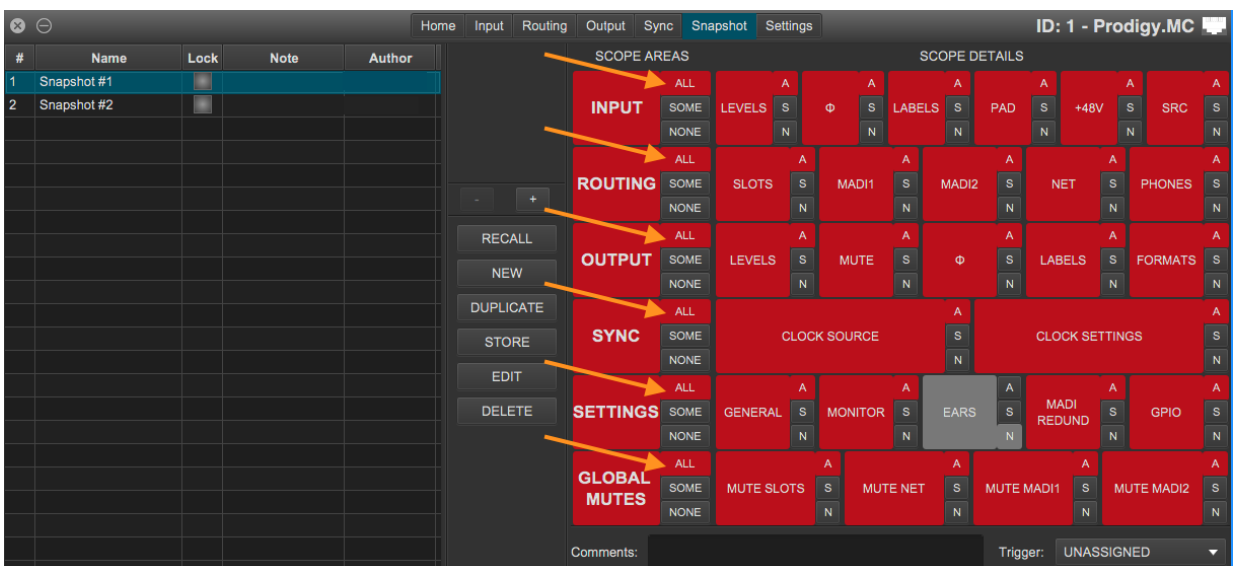 Home Input Routing Output Sync Snapshot Settings ID: 1 - Prodigy.MC
# Name Lock Note Author
1 Snapshot #1
2 Snapshot #2
- +
RECALL
NEW
DUPLICATE
STORE
EDIT
DELETE
SCOPE AREAS SCOPE DETAILS
ALL A A A A A A
INPUT SOME LEVELS S Φ S LABELS S PAD S +48V S SRC S
NONE N N N N N N
ALL A A A A A
ROUTING SOME SLOTS S MADI1 S MADI2 S NET S PHONES S
NONE N N N N N
ALL A A A A A
OUTPUT SOME LEVELS S MUTE S Φ S LABELS S FORMATS S
NONE N N N N N
ALL A A
SYNC SOME CLOCK SOURCE S CLOCK SETTINGS S
NONE N N
ALL A A A A A
SETTINGS SOME GENERAL S MONITOR S EARS S MADI REDUND S GPIO S
NONE N N N N N
ALL A A A A
GLOBAL MUTES SOME MUTE SLOTS S MUTE NET S MUTE MADI1 S MUTE MADI2 S
NONE N N N N
Comments: Trigger: UNASSIGNED